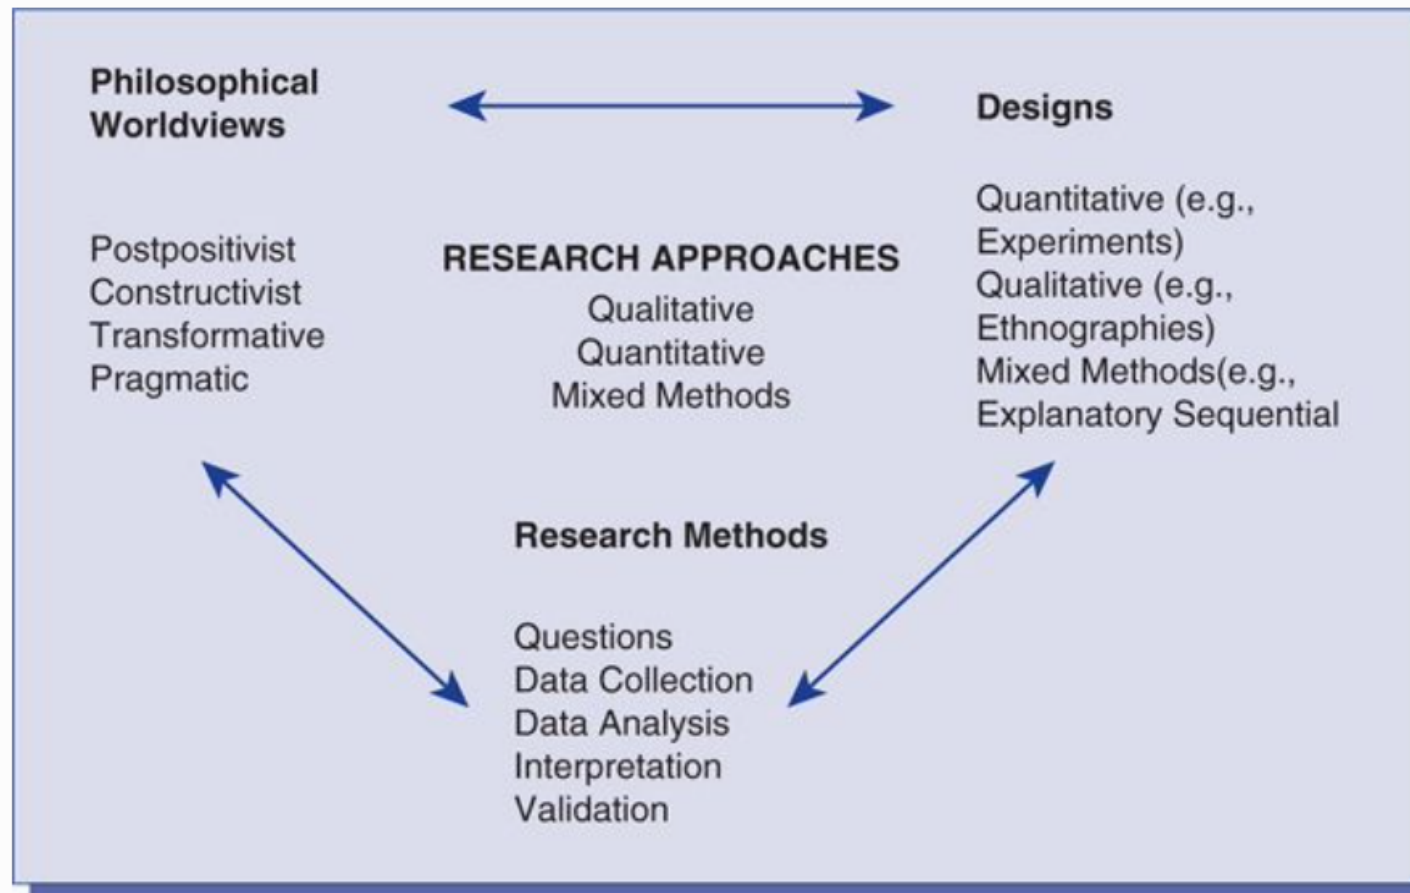 Philosophical
Worldviews
Postpositivist
Constructivist
Transformative
Pragmatic
RESEARCH APPROACHES
Qualitative
Quantitative
Mixed Methods
Designs
Quantitative (e.g.,
Experiments)
Qualitative (e.g.,
Ethnographies)
Mixed Methods(e.g.,
Explanatory Sequential
Research Methods
Questions
Data Collection
Data Analysis
Interpretation
Validation